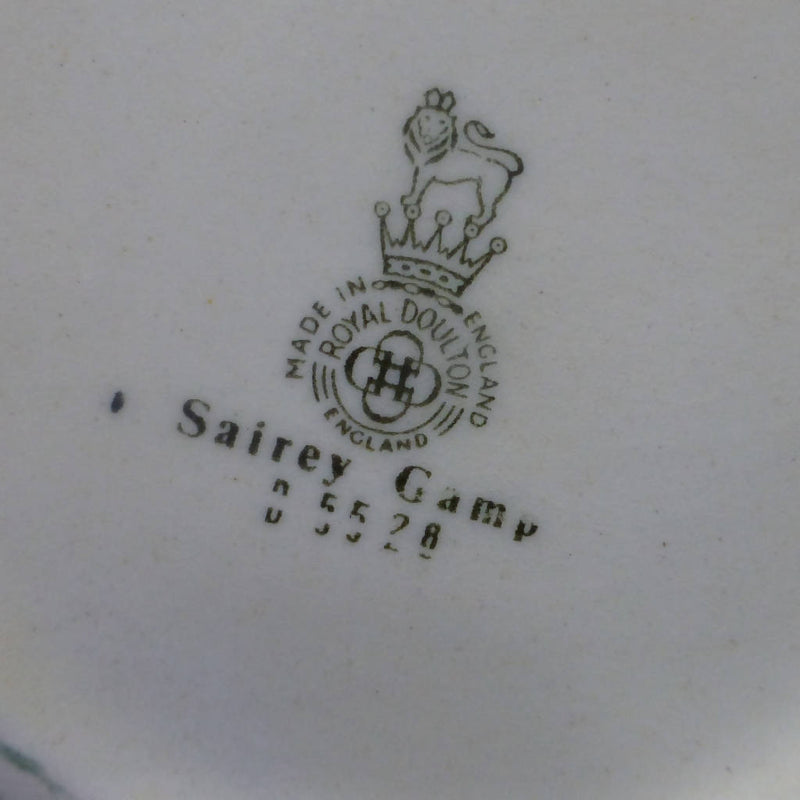 MADE IN ENGLAND
ROYAL DOULTON
ENGLAND
Sairey Gamp
D 5528